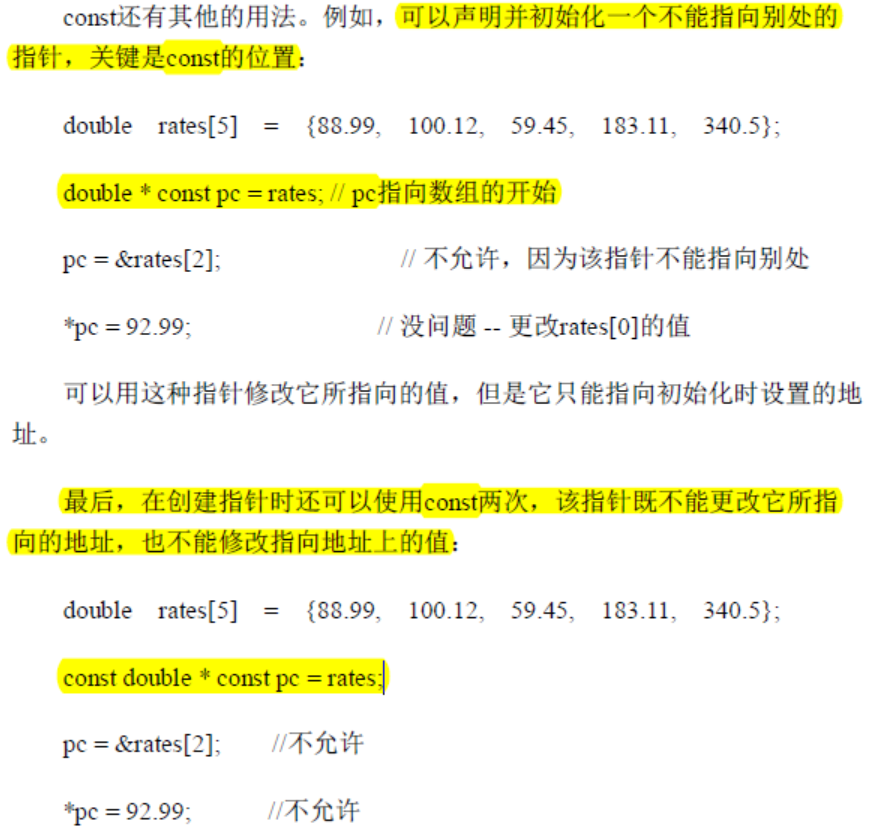 const还有其他的用法。例如，可以声明并初始化一个不能指向别处的
指针，关键是const的位置：
double rates[5] = {88.99, 100.12, 59.45, 183.11, 340.5};
double * const pc = rates; // pc指向数组的开始
pc = &rates[2]; // 不允许，因为该指针不能指向别处
*pc = 92.99; // 没问题 -- 更改rates[0]的值
可以用这种指针修改它所指向的值，但是它只能指向初始化时设置的地
址。
最后，在创建指针时还可以使用const两次，该指针既不能更改它所指
向的地址，也不能修改指向地址上的值：
double rates[5] = {88.99, 100.12, 59.45, 183.11, 340.5};
const double * const pc = rates;
pc = &rates[2]; //不允许
*pc = 92.99; //不允许